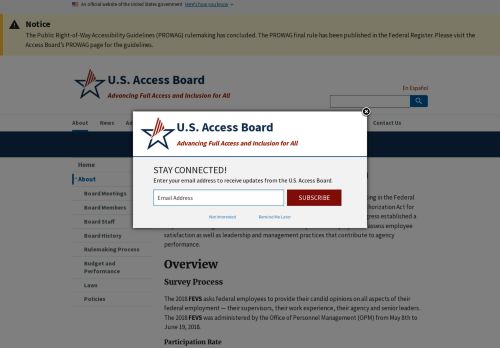 An official website of the United States government Here's how you know
Notice
The Public Right-of-Way Accessibility Guidelines (PROWAG) rulemaking has concluded. The PROWAG final rule has been published in the Federal Register. Please visit the
Access Board's PROWAG page for the guidelines.
U.S. Access Board
Advancing Full Access and Inclusion for All
En Español
About News
Contact Us
U.S. Access Board
Advancing Full Access and Inclusion for All
STAY CONNECTED!
Enter your email address to receive updates from the U.S. Access Board.
Email Address SUBSCRIBE
Not Interested Remind Me Later
Home
About
Board Meetings
Board Members
Board Staff
Board History
Rulemaking Process
Budget and
Performance
Laws
Policies
in the Federal
Act for
established a
assess employee
satisfaction as well as leadership and management practices that contribute to agency
performance.
Overview
Survey Process
The 2018 FEVS asks federal employees to provide their candid opinions on all aspects of their
federal employment — their supervisors, their work experience, their agency and senior leaders.
The 2018 FEVS was administered by the Office of Personnel Management (OPM) from May 8th to
June 19, 2018.
Participation Rate